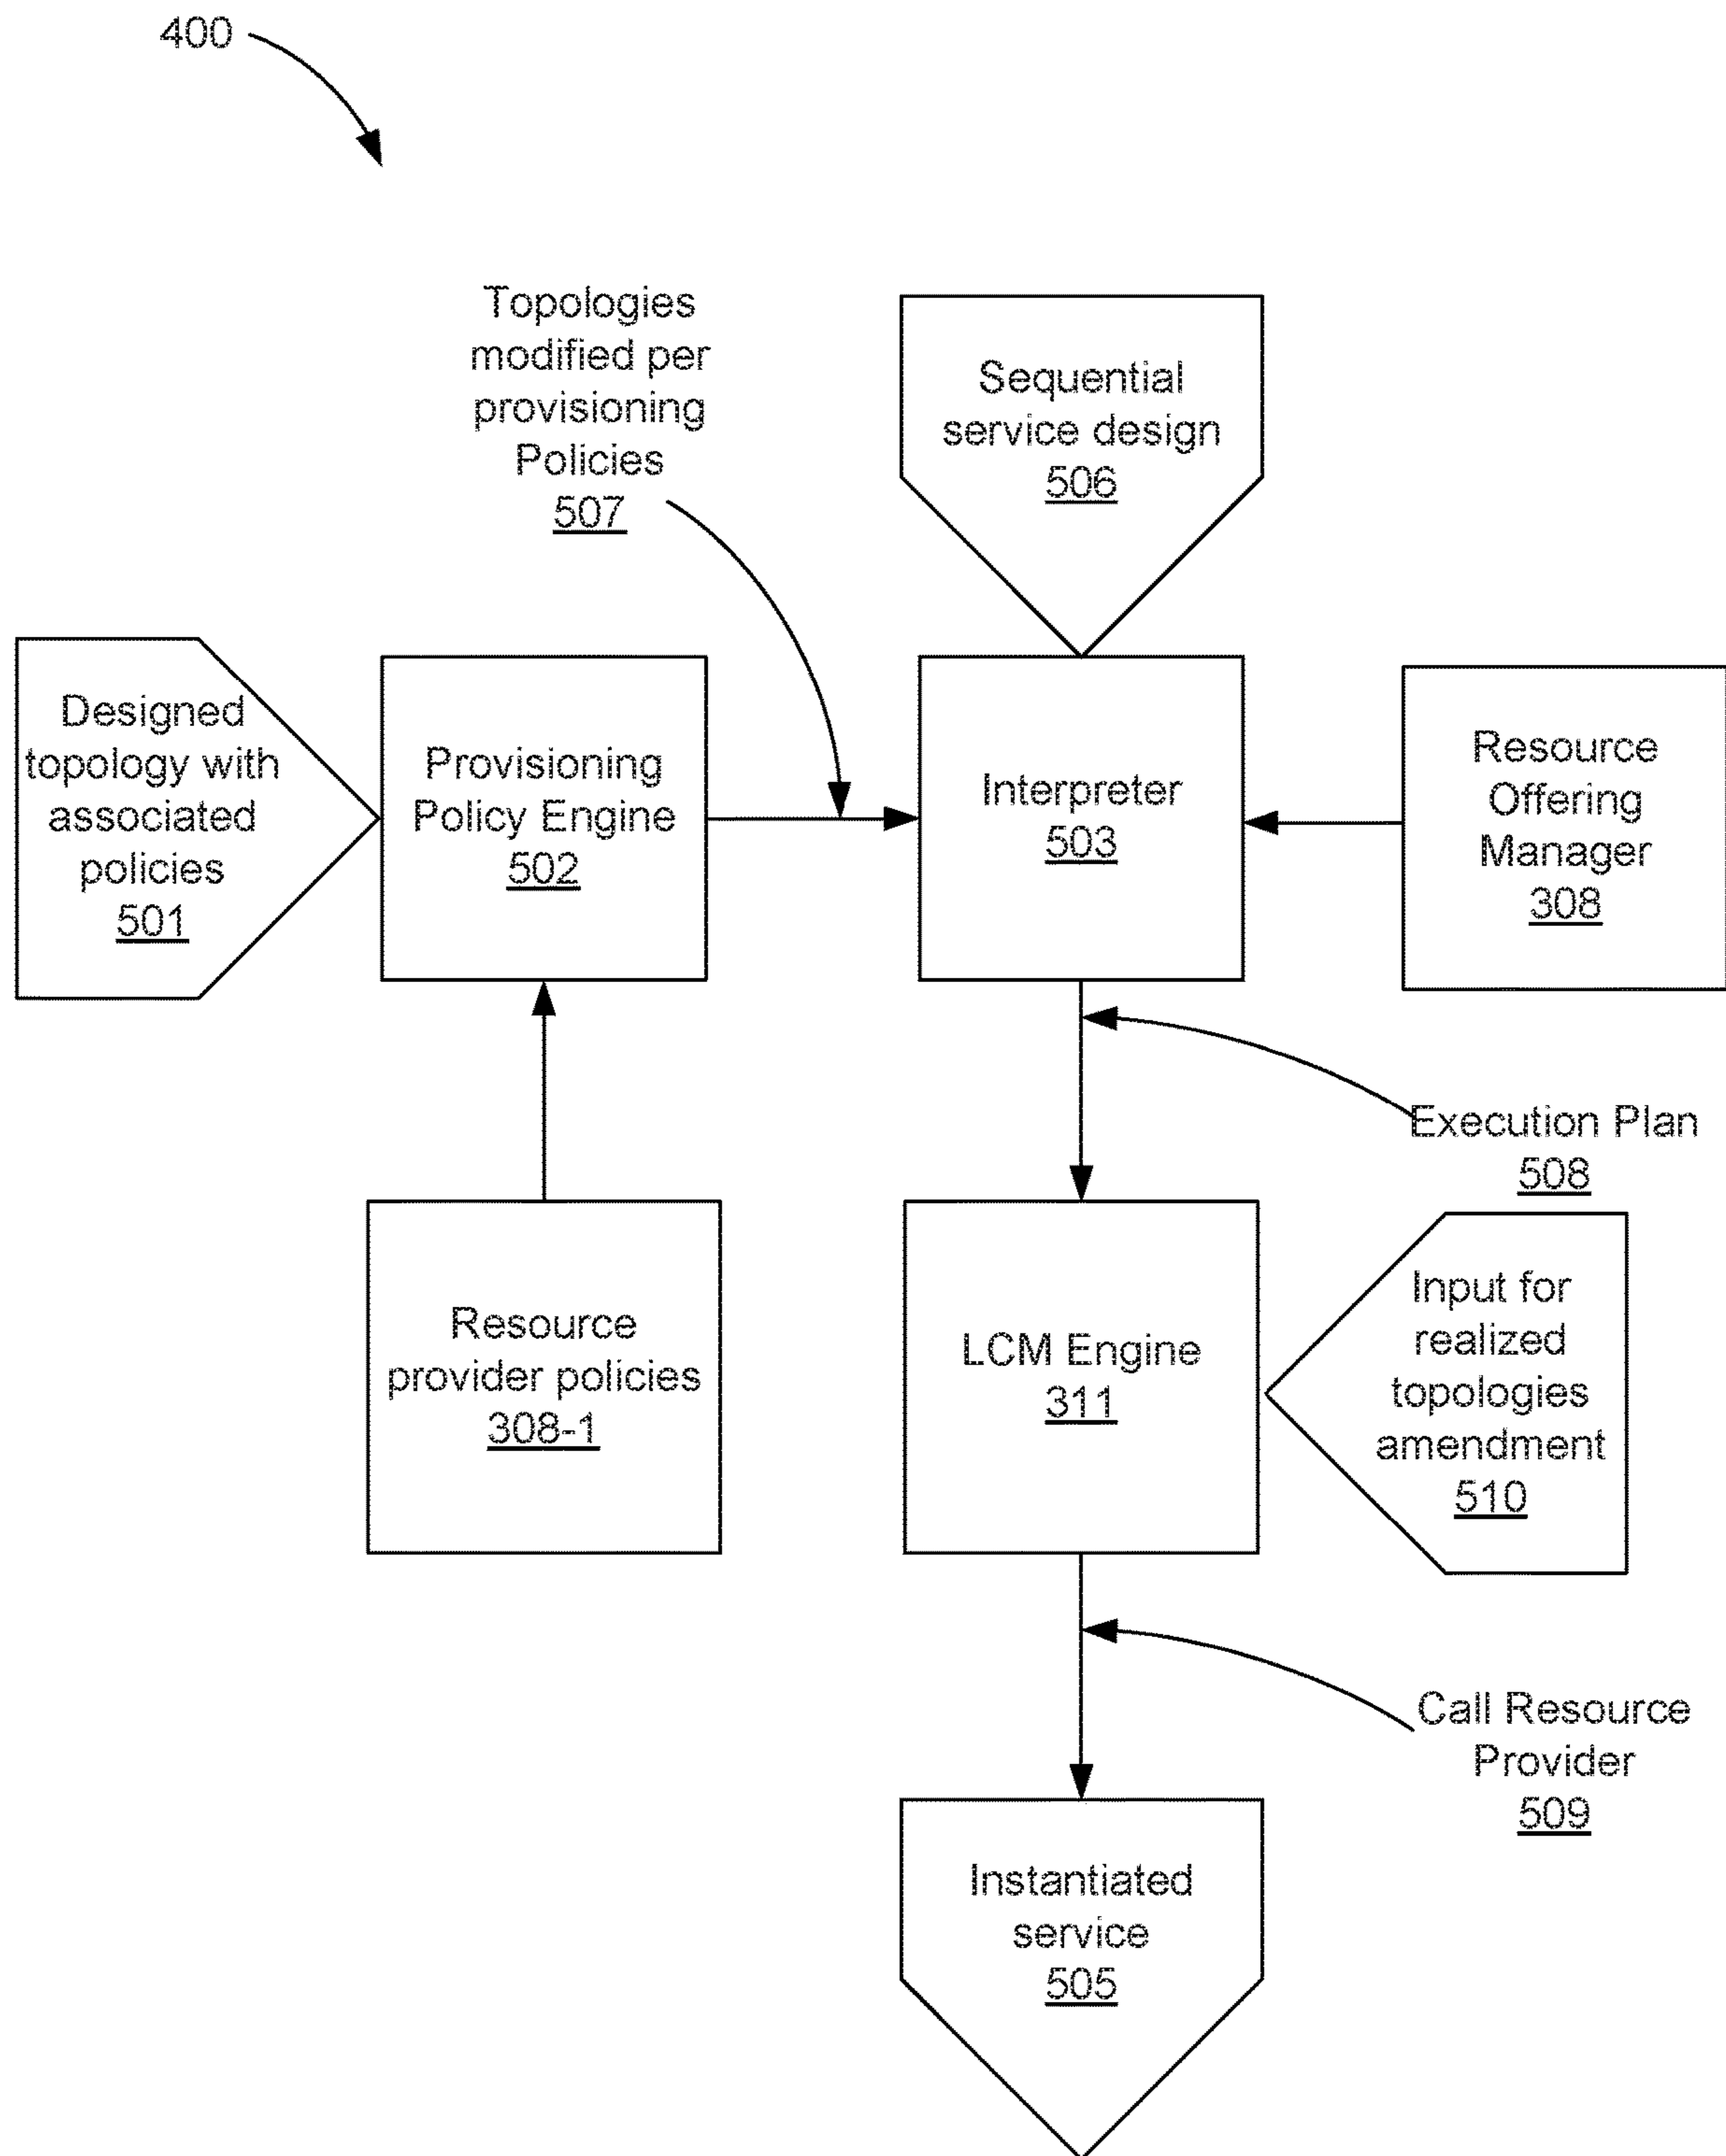 400
Topologies
modified per
provisioning
Policies
507
Sequential
service design
506
Designed
topology with
associated
policies
501
Provisioning
Policy Engine
502
Interpreter
503
Resource
Offering
Manager
308
Execution Plan
508
Resource
provider policies
308-1
LCM Engine
311
Input for
realized
topologies
amendment
510
Call Resource
Provider
509
Instantiated
service
505